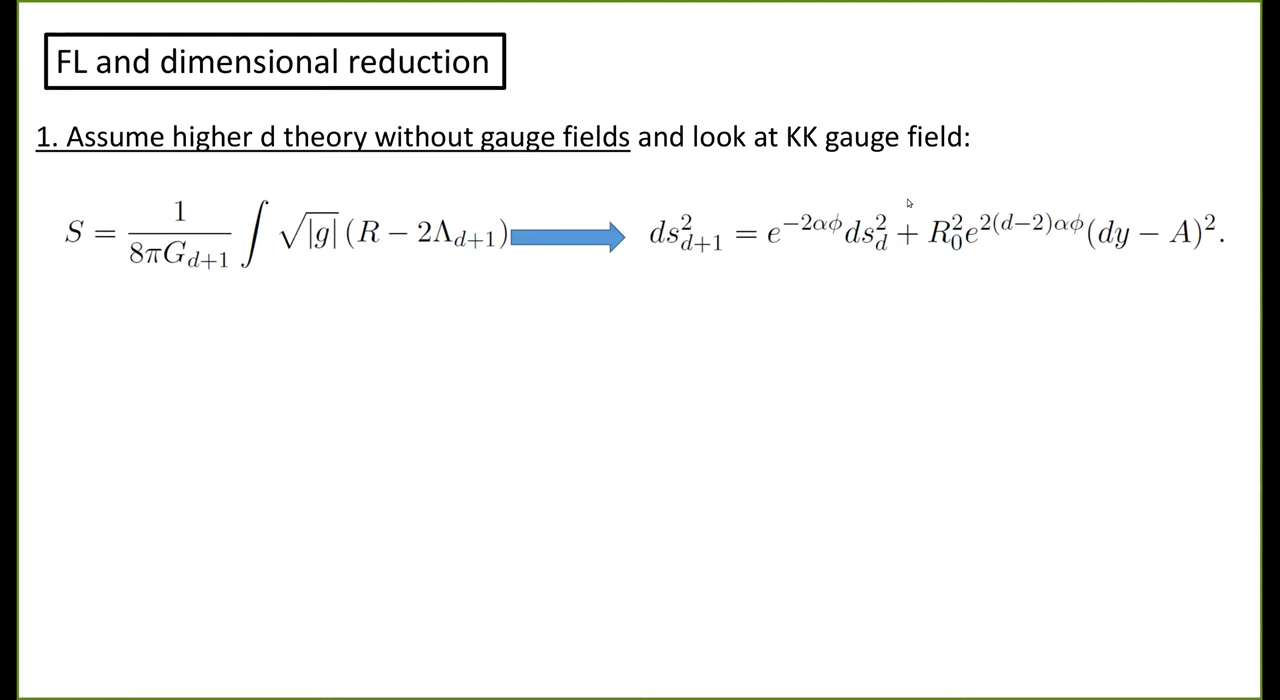 FL and dimensional reduction
1. Assume higher d theory without gauge fields and look at KK gauge field:
S = \frac{1}{8\pi G_{d+1}} \int \sqrt{|g|} (R - 2\Lambda_{d+1}) ds^2_{d+1} = e^{-2\alpha\phi} ds^2_d + R^2_0 e^{2(d-2)\alpha\phi} (dy - A)^2.